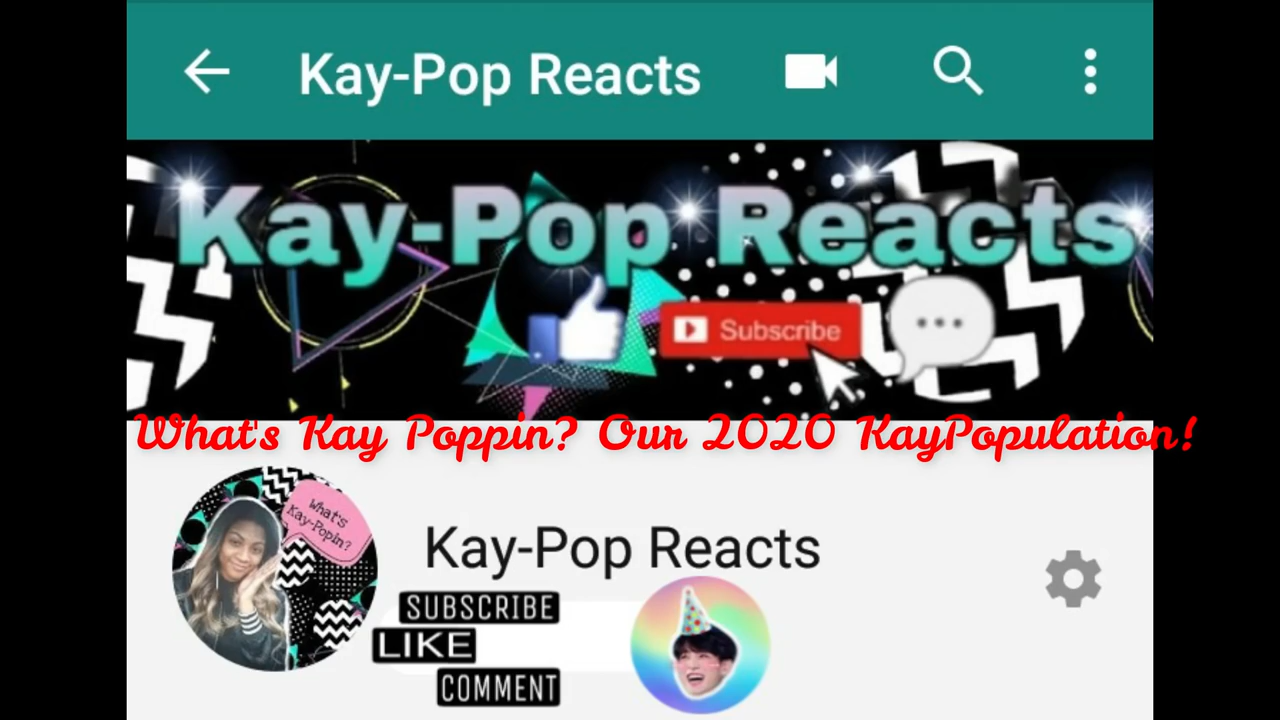 Kay-Pop Reacts
Kay-Pop Reacts
Subscribe
What's Kay Poppin? Our 2020 KayPopulation!
What's
Kay-Popin?
Kay-Pop Reacts
SUBSCRIBE
LIKE
COMMENT